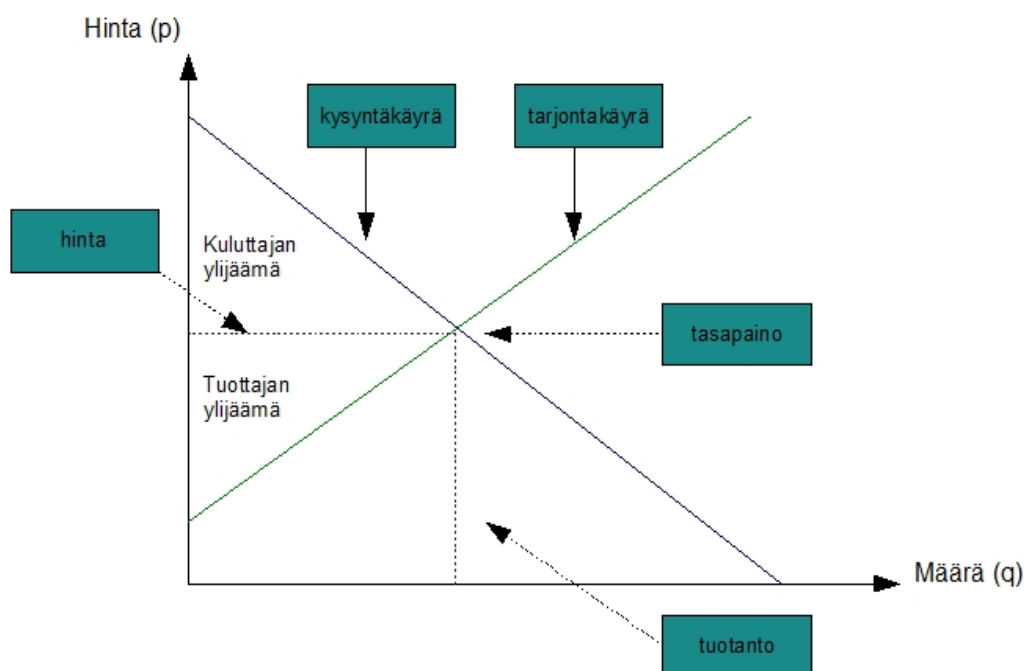 Hinta (p)
kysyntäkäyrä
tarjontakäyrä
hinta
Kuluttajan
ylijäämä
tasapaino
Tuottajan
ylijäämä
Määrä (q)
tuotanto